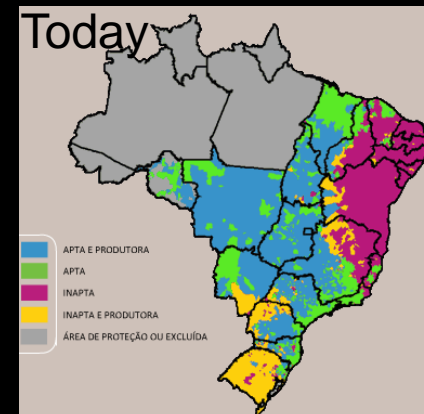 Today
APTA E PRODUTORA
APTA
INAPTA
INAPTA E PRODUTORA
ÁREA DE PROTEÇÃO OU EXCLUÍDA